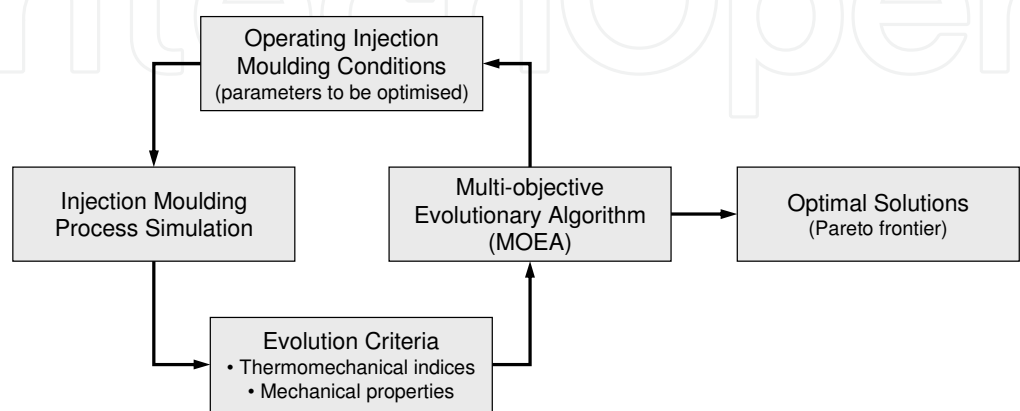 Operating Injection
Moulding Conditions
(parameters to be optimised)
Injection Moulding
Process Simulation
Multi-objective
Evolutionary Algorithm
(MOEA)
Optimal Solutions
(Pareto frontier)
Evolution Criteria
• Thermomechanical indices
• Mechanical properties